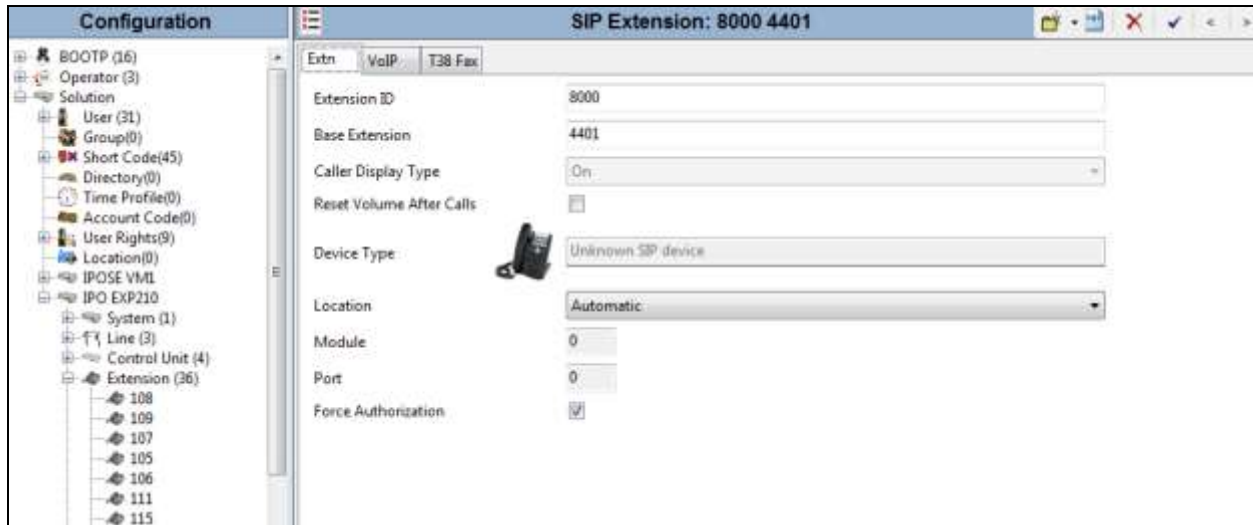 Configuration
SIP Extension: 8000 4401
BOOTP (16)
Operator (3)
Solution
User (31)
Group(0)
Short Code(45)
Directory(0)
Time Profile(0)
Account Code(0)
User Rights(9)
Location(0)
IPOSE VM1
IPO EXP210
System (1)
Line (3)
Control Unit (4)
Extension (36)
108
109
107
105
106
111
115
Extn VoIP T38 Fax
Extension ID 8000
Base Extension 4401
Caller Display Type On
Reset Volume After Calls
Device Type Unknown SIP device
Location Automatic
Module 0
Port 0
Force Authorization